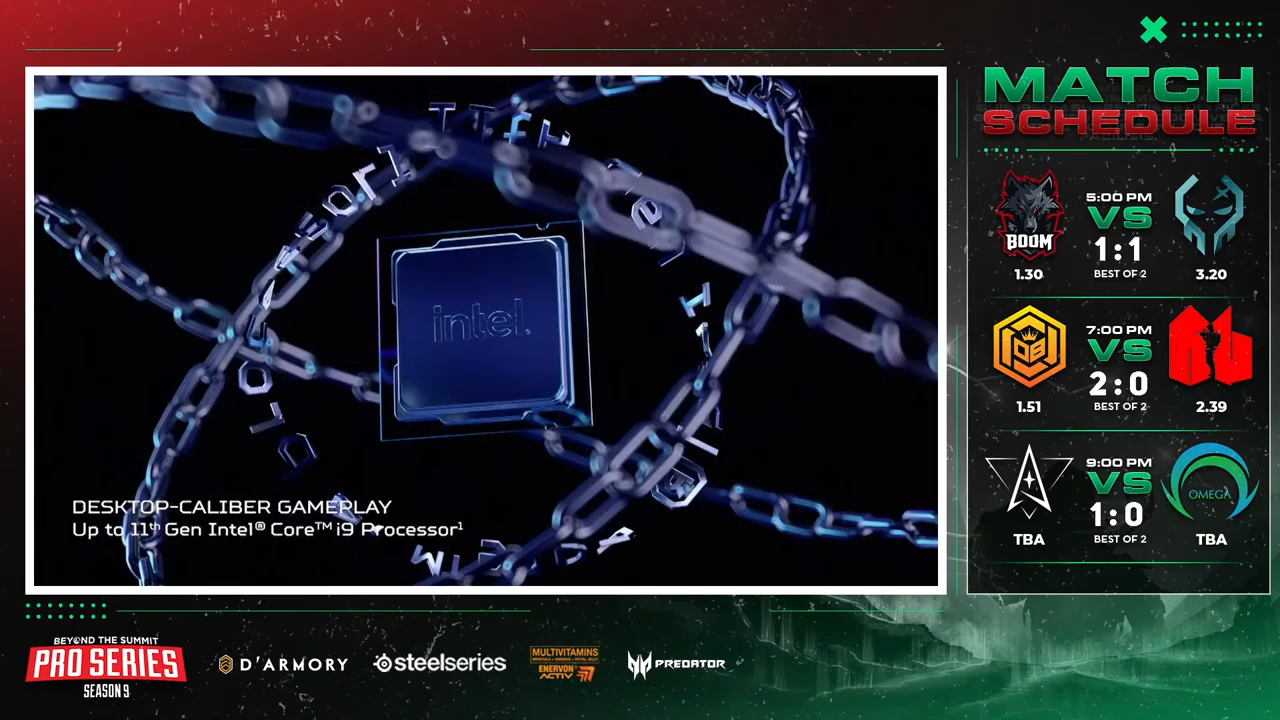 MATCH
SCHEDULE
intel.
DESKTOP-CALIBER GAMEPLAY
Up to 11th Gen Intel® Core™ i9 Processor¹
BOOM
1.30
5:00 PM
VS
1:1
BEST OF 2
3.20
1.51
7:00 PM
VS
2:0
BEST OF 2
2.39
TBA
9:00 PM
VS
1:0
BEST OF 2
OMEGA
TBA
BEYOND THE SUMMIT
PRO SERIES
SEASON 9
D'ARMORY
steelseries
MULTIVITAMINS
ENERVON
ACTIV
PREDATOR